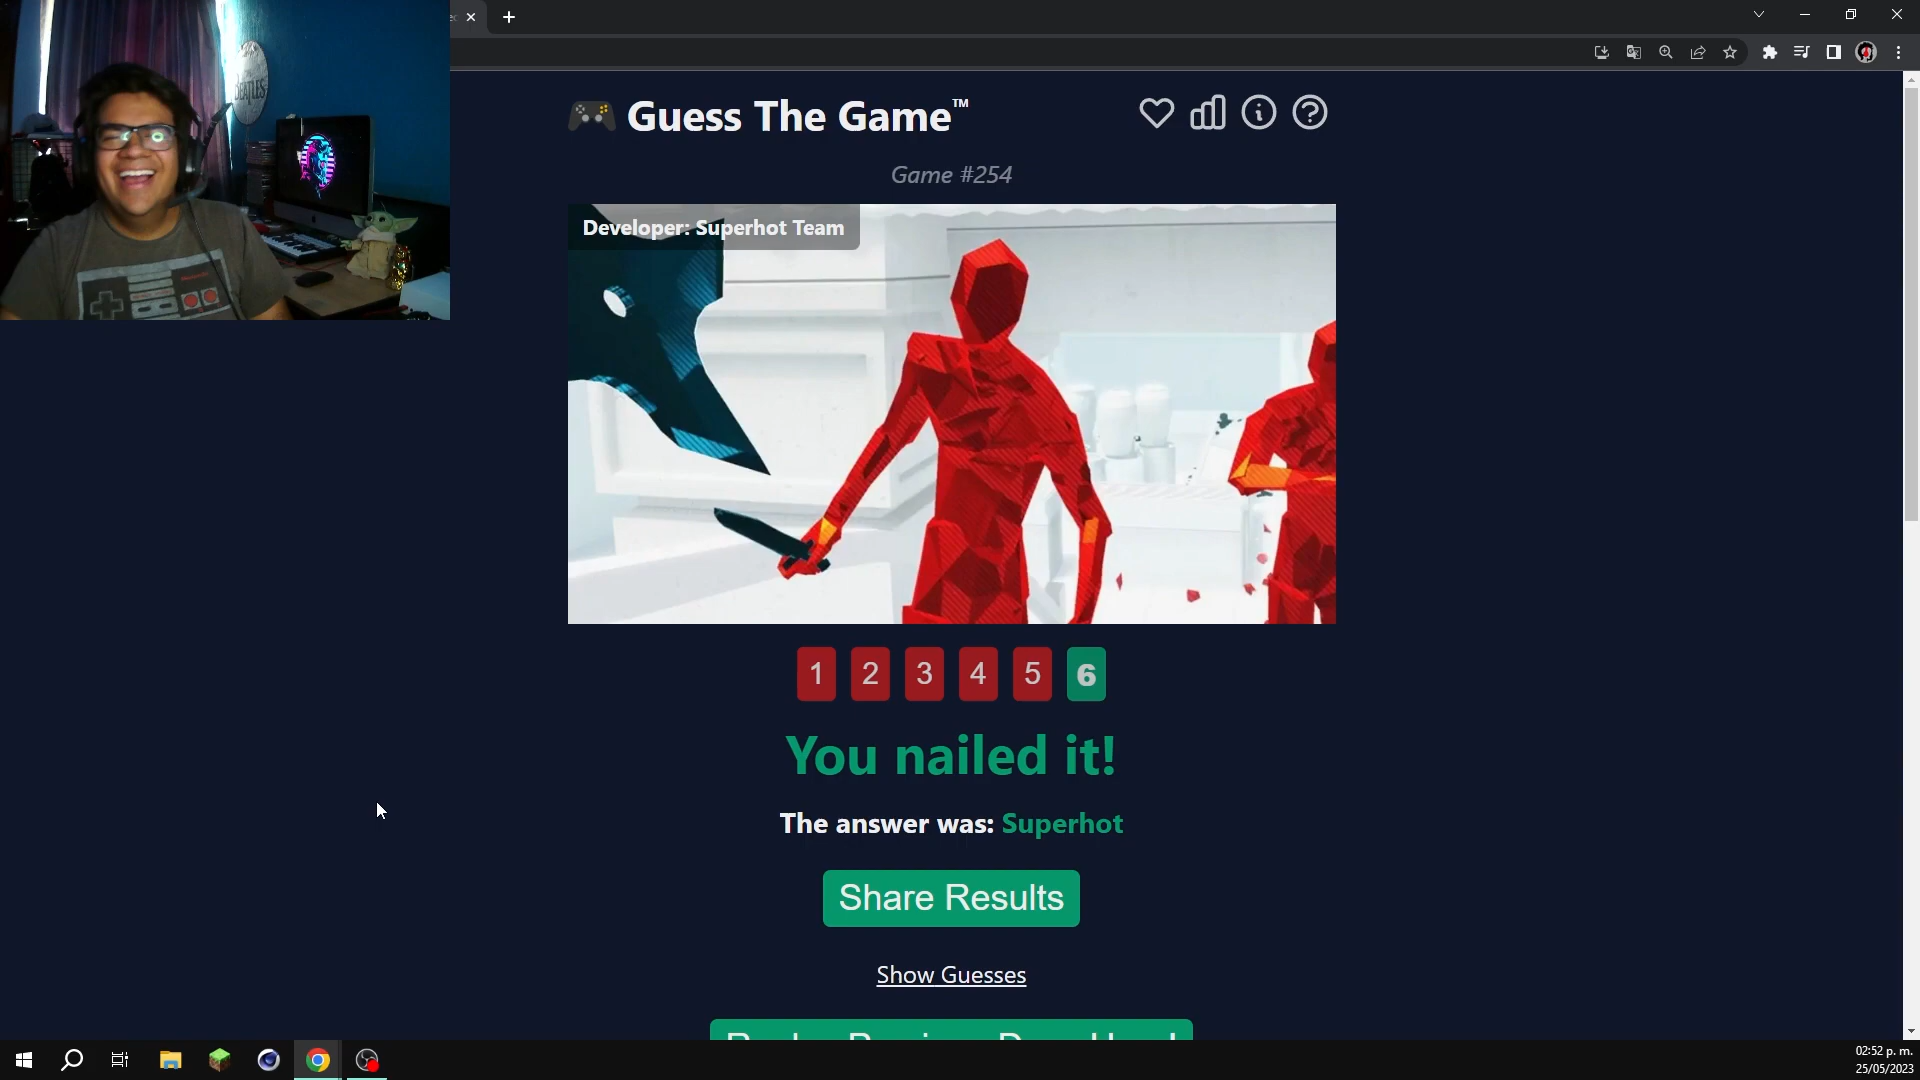 BEATLES
Guess The Game™
Game #254
Developer: Superhot Team
1 2 3 4 5 6
You nailed it!
The answer was: Superhot
Share Results
Show Guesses
02:52 p. m.
25/05/2023